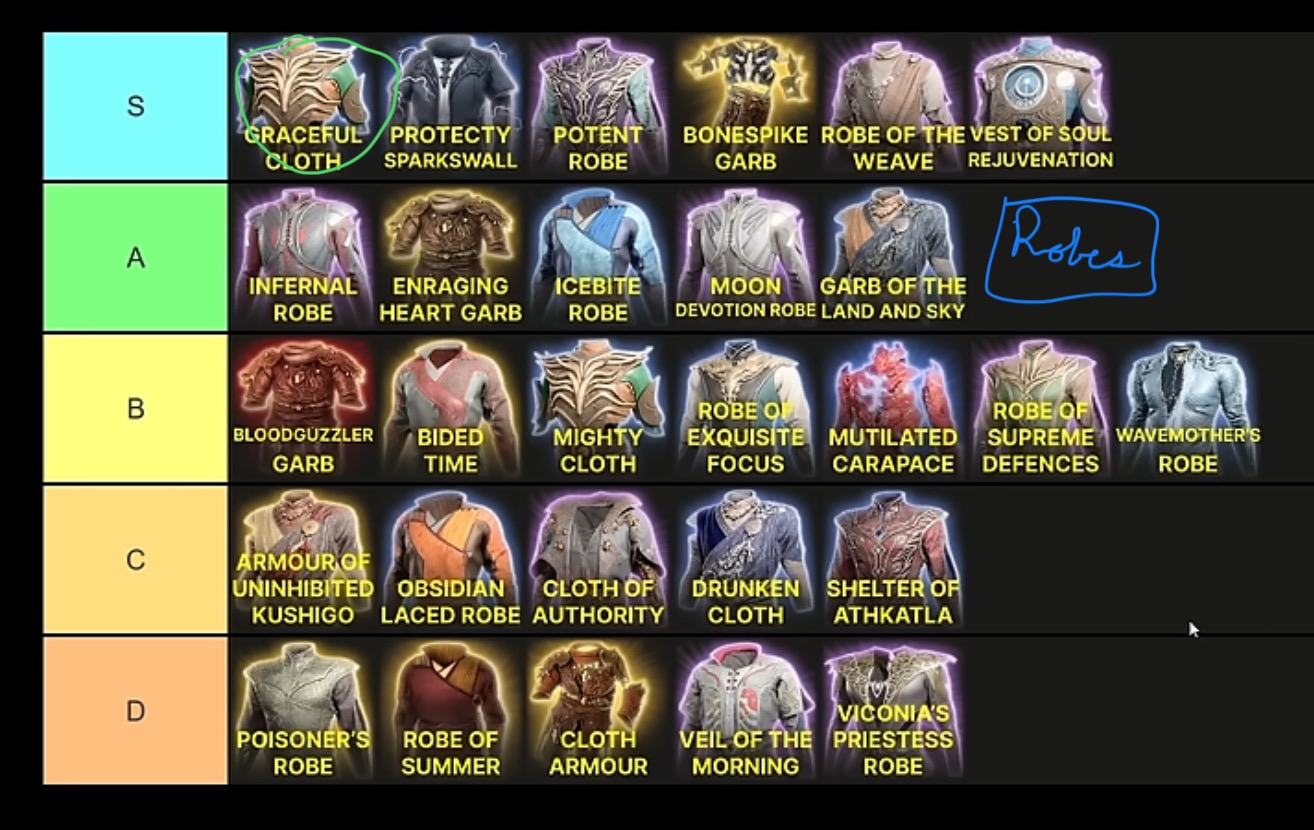 S
GRACEFUL
CLOTH
PROTECTY
SPARKSWALL
POTENT
ROBE
BONESPIKE
GARB
ROBE OF THE
WEAVE
VEST OF SOUL
REJUVENATION
A
INFERNAL
ROBE
ENRAGING
HEART GARB
ICEBITE
ROBE
MOON
DEVOTION ROBE
GARB OF THE
LAND AND SKY
Robes
B
BLOODGUZZLER
GARB
BIDED
TIME
MIGHTY
CLOTH
ROBE OF
EXQUISITE
FOCUS
MUTILATED
CARAPACE
ROBE OF
SUPREME
DEFENCES
WAVEMOTHER'S
ROBE
C
ARMOUR OF
UNINHIBITED
KUSHIGO
OBSIDIAN
LACED ROBE
CLOTH OF
AUTHORITY
DRUNKEN
CLOTH
SHELTER OF
ATHKATLA
D
POISONER'S
ROBE
ROBE OF
SUMMER
CLOTH
ARMOUR
VEIL OF THE
MORNING
VICONIA'S
PRIESTESS
ROBE